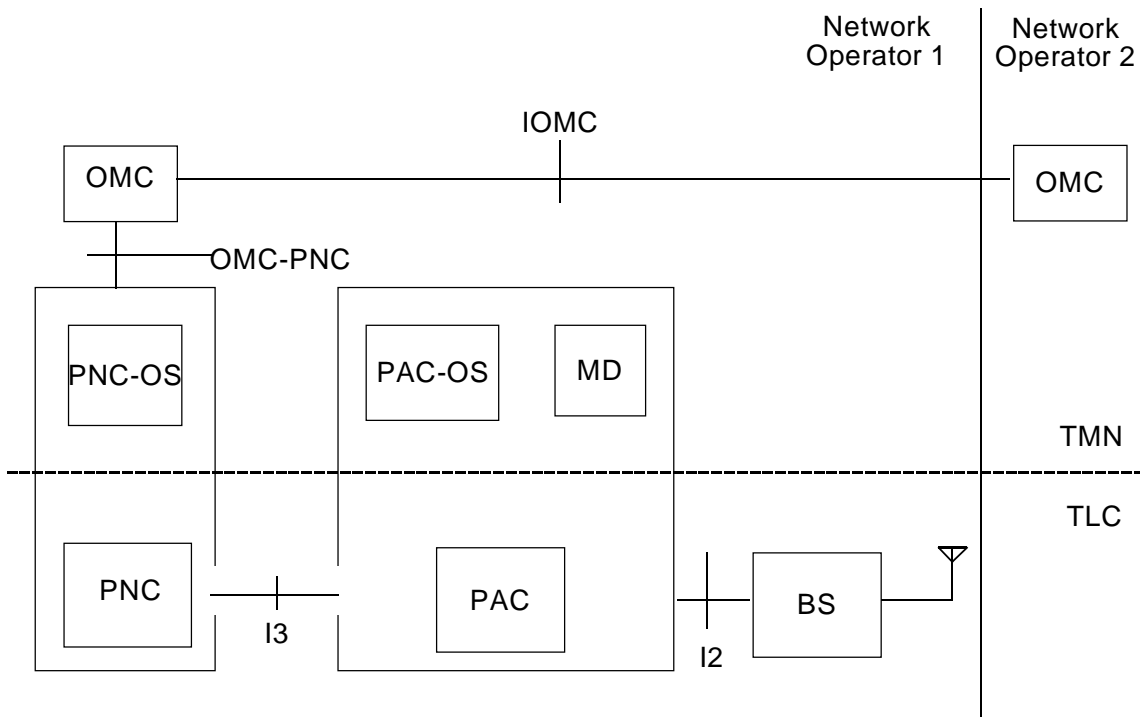 Network
Operator 1
Network
Operator 2
IOMC
OMC
OMC
OMC-PNC
PNC-OS
PAC-OS
MD
TMN
TLC
PNC
I3
PAC
I2
BS